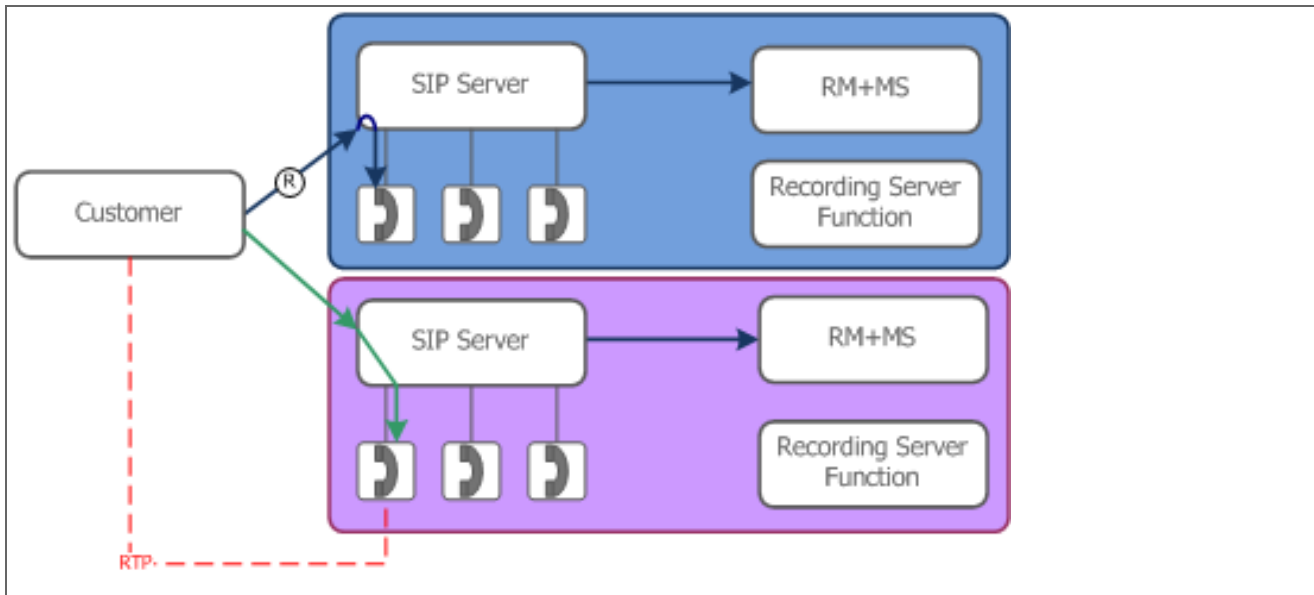 SIP Server
RM+MS
R
Customer
Recording Server
Function
SIP Server
RM+MS
Recording Server
Function
RTP